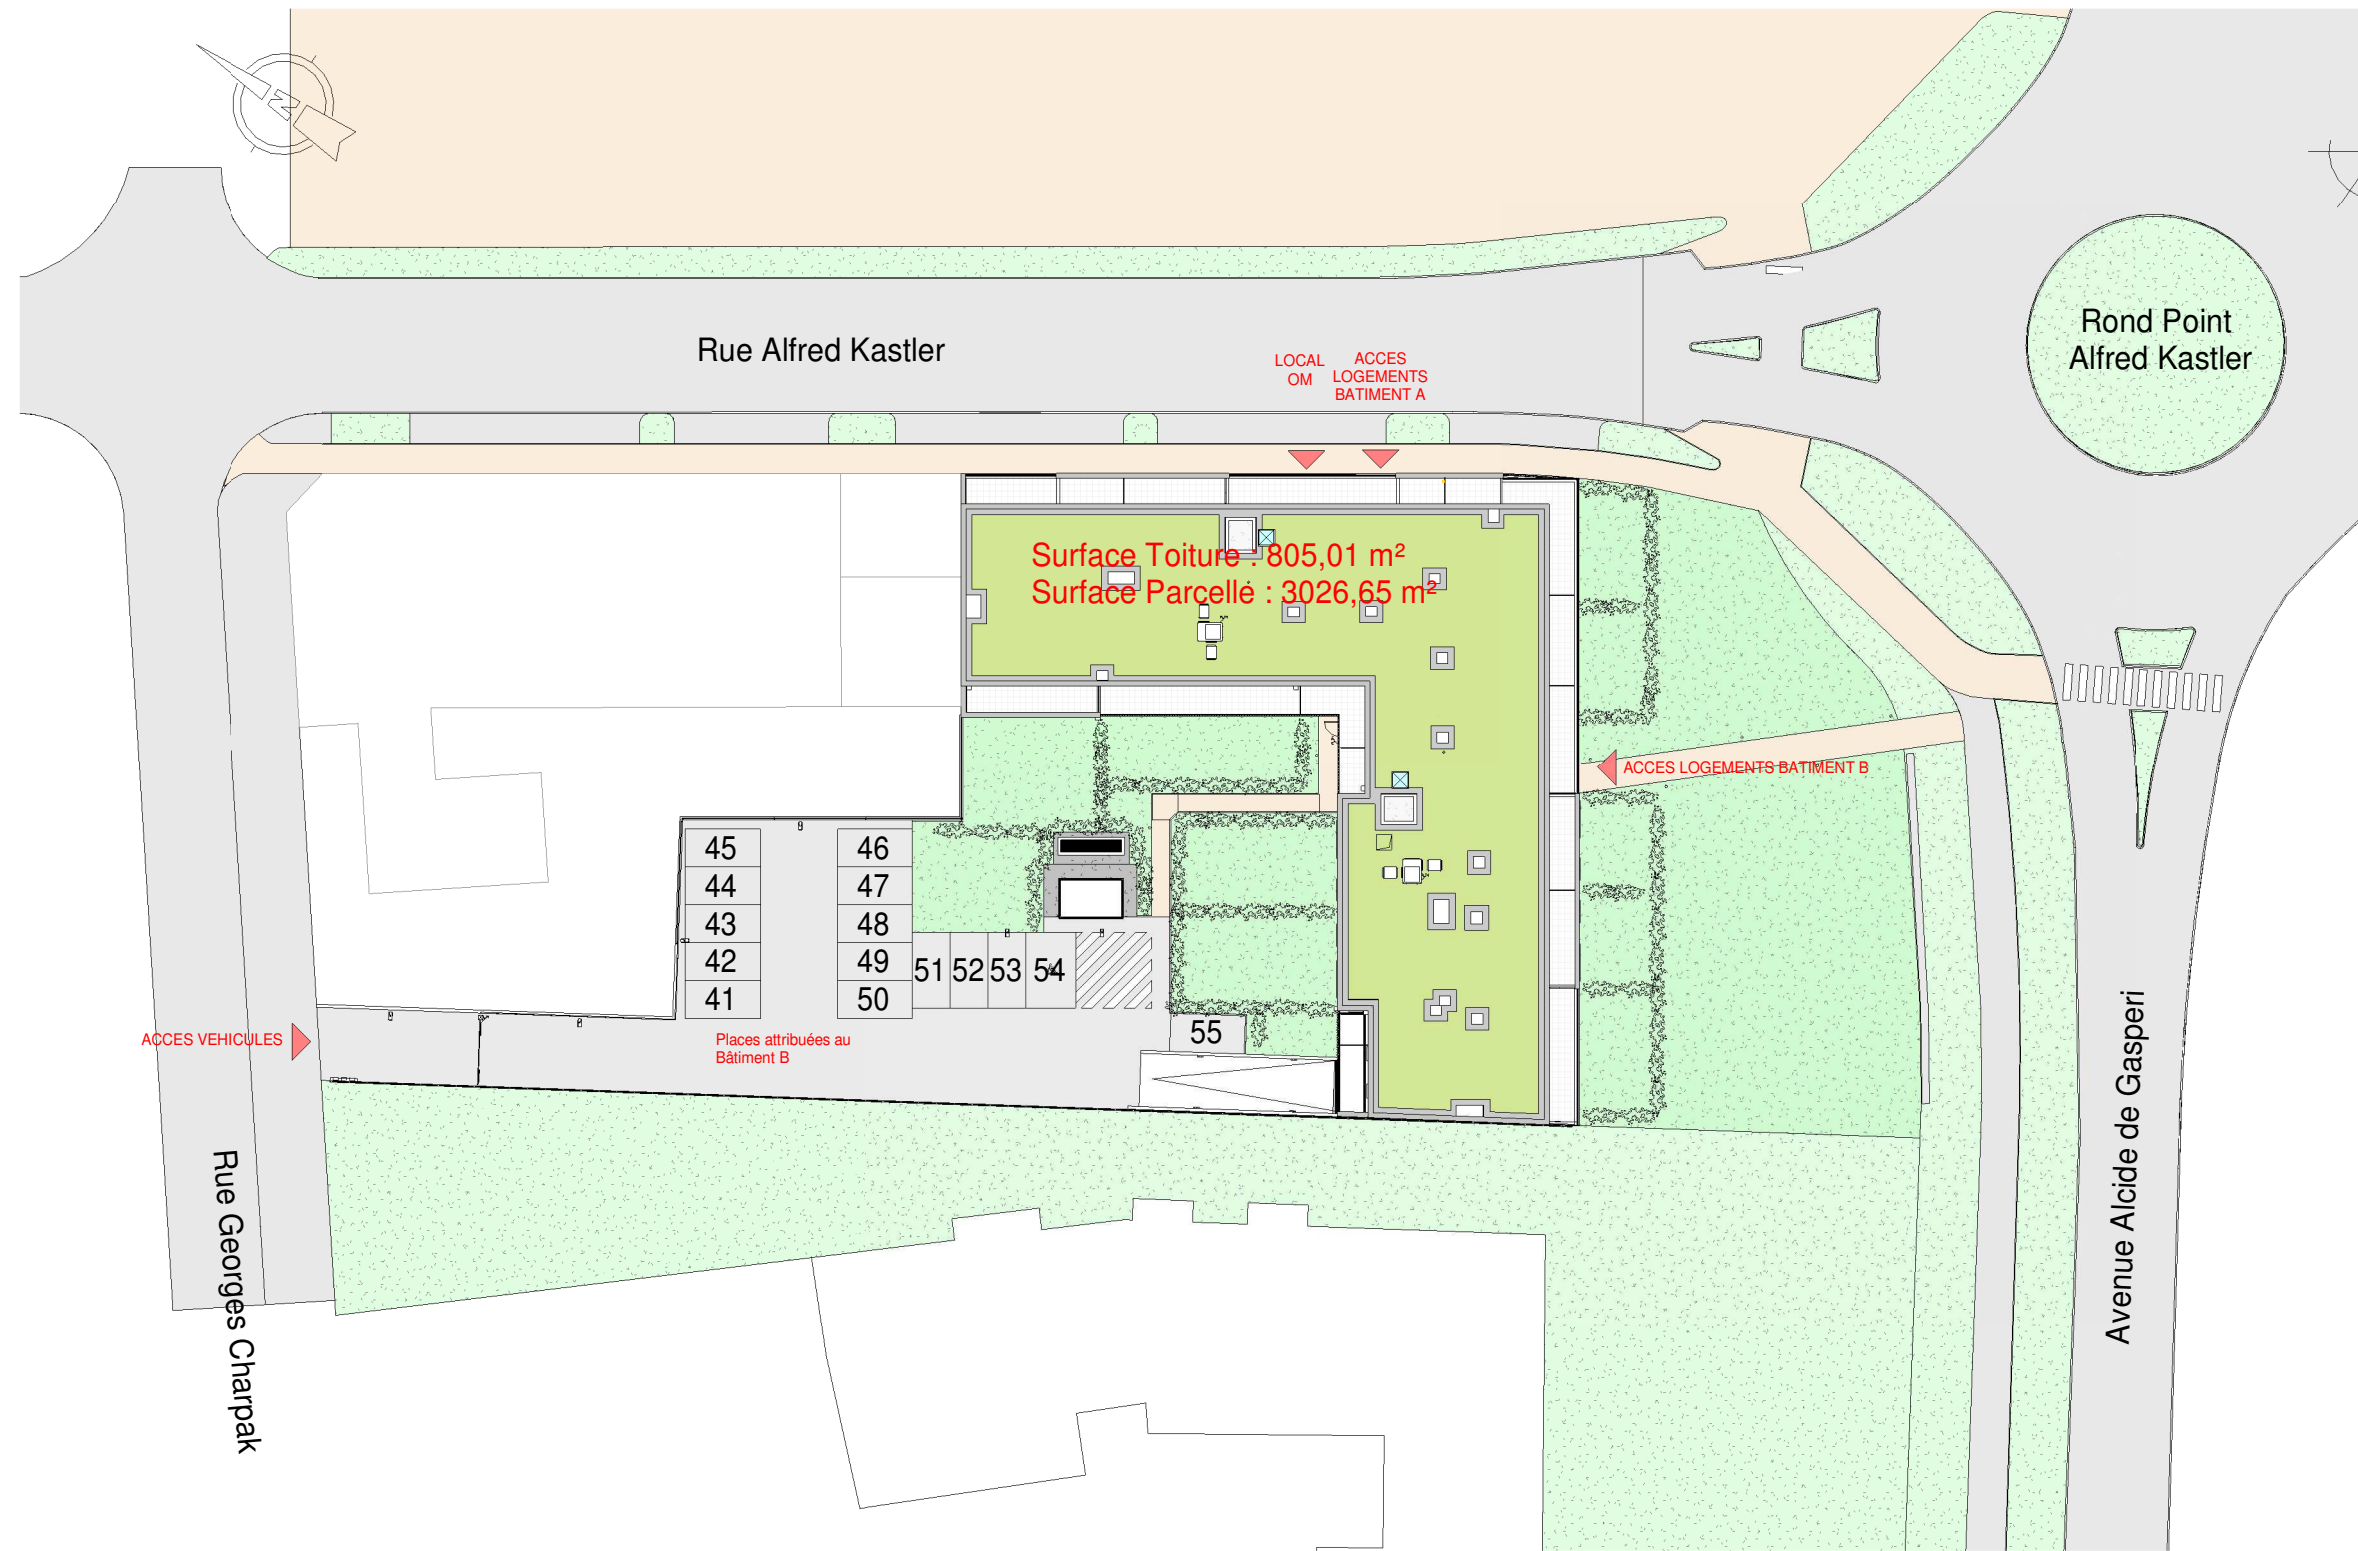 N
Rue Alfred Kastler
LOCAL
OM
ACCES
LOGEMENTS
BATIMENT A
Rond Point
Alfred Kastler
Surface Toiture : 805,01 m²
Surface Parcelle : 3026,65 m²
ACCES LOGEMENTS BATIMENT B
45
44
43
42
41
46
47
48
49
50
51
52
53
54
55
ACCES VEHICULES
Places attribuées au
Bâtiment B
Rue Georges Charpak
Avenue Alcide de Gasperi